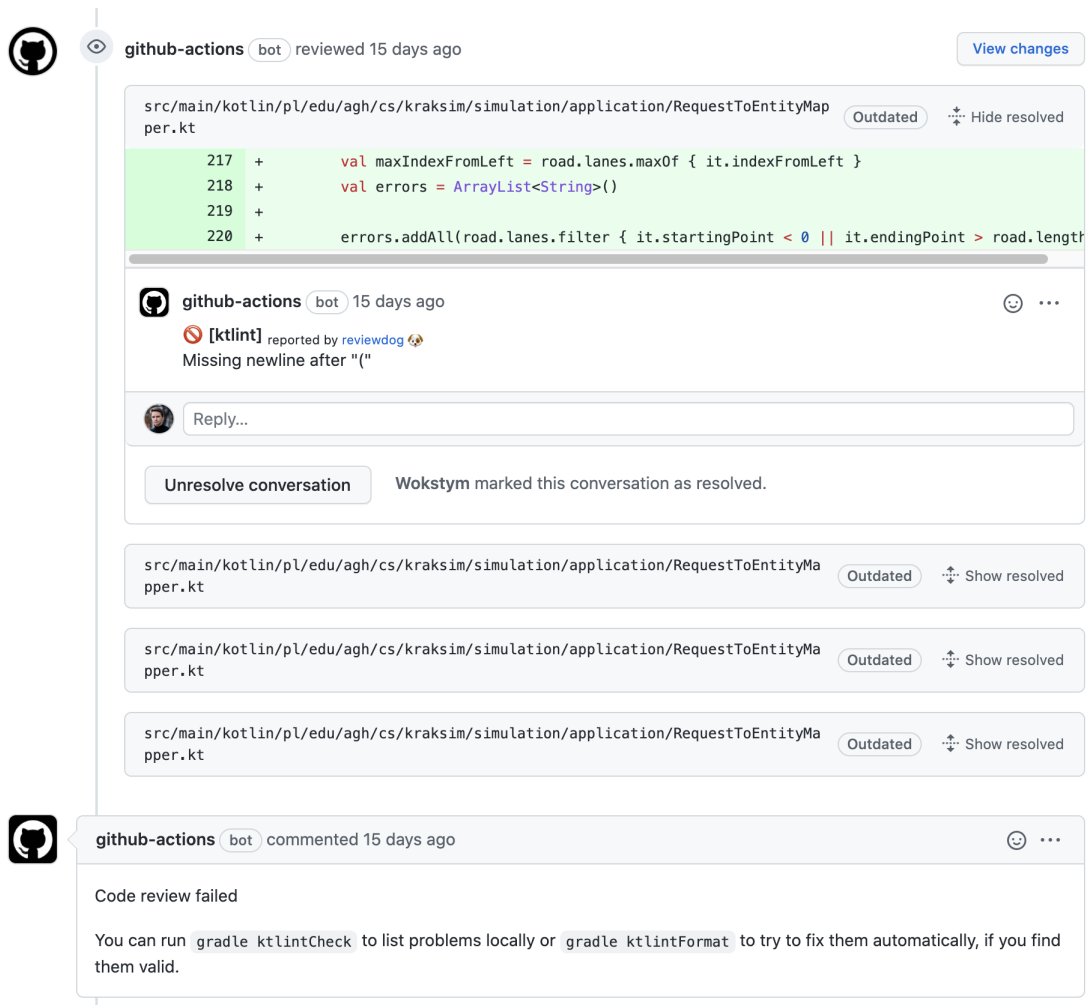 github-actions bot reviewed 15 days ago
View changes
src/main/kotlin/pl/edu/agh/cs/kraksim/simulation/application/RequestToEntityMap
per.kt
Outdated
Hide resolved
217 + val maxIndexFromLeft = road.lanes.maxOf { it.indexFromLeft }
218 + val errors = ArrayList<String>()
219 +
220 + errors.addAll(road.lanes.filter { it.startingPoint < 0 || it.endingPoint > road.length
github-actions bot 15 days ago
🚫 [ktlint] reported by reviewdog 🐶
Missing newline after "("
Reply...
Unresolve conversation
Wokstym marked this conversation as resolved.
src/main/kotlin/pl/edu/agh/cs/kraksim/simulation/application/RequestToEntityMa
pper.kt
Outdated
Show resolved
src/main/kotlin/pl/edu/agh/cs/kraksim/simulation/application/RequestToEntityMa
pper.kt
Outdated
Show resolved
src/main/kotlin/pl/edu/agh/cs/kraksim/simulation/application/RequestToEntityMa
pper.kt
Outdated
Show resolved
github-actions bot commented 15 days ago
Code review failed
You can run gradle ktlintCheck to list problems locally or gradle ktlintFormat to try to fix them automatically, if you find
them valid.